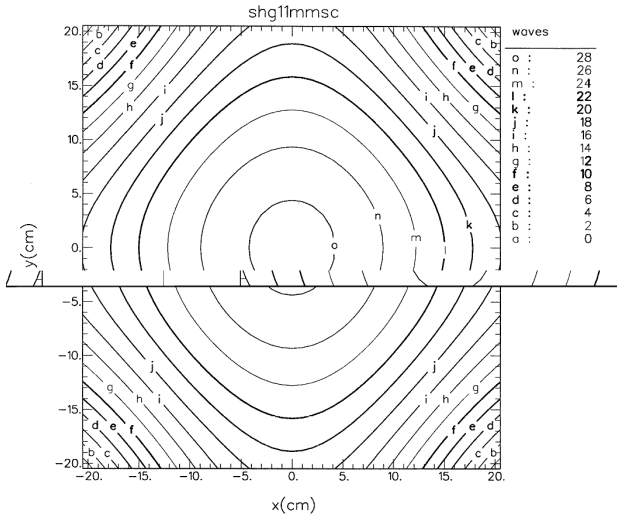 shg11mmsc
waves
o : 28
n : 26
m : 24
l : 22
k : 20
j : 18
i : 16
h : 14
g : 12
f : 10
e : 8
d : 6
c : 4
b : 2
a : 0
20.
15.
10.
5.
0.
-5.
-10.
-15.
-20.
y(cm)
b
c
d
e
f
g
h
i
j
c
b
e
d
f
g
h
i
j
o
n
m
l
k
j
i
h
g
f
e
d
c
b
j
i
h
g
f
e
d
c
b
-20.
-15.
-10.
-5.
0.
5.
10.
15.
20.
x(cm)